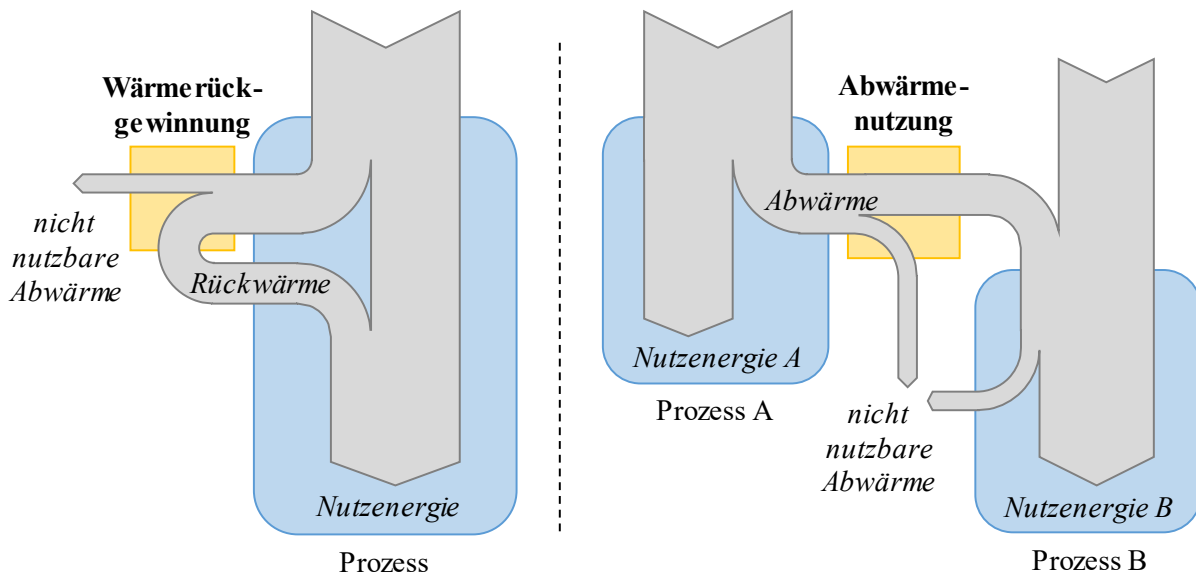 Wärmerück-
gewinnung
nicht
nutzbare
Abwärme
Rückwärme
Nutzenergie
Prozess
Abwärme-
nutzung
Abwärme
Nutzenergie A
Prozess A
nicht
nutzbare
Abwärme
Nutzenergie B
Prozess B